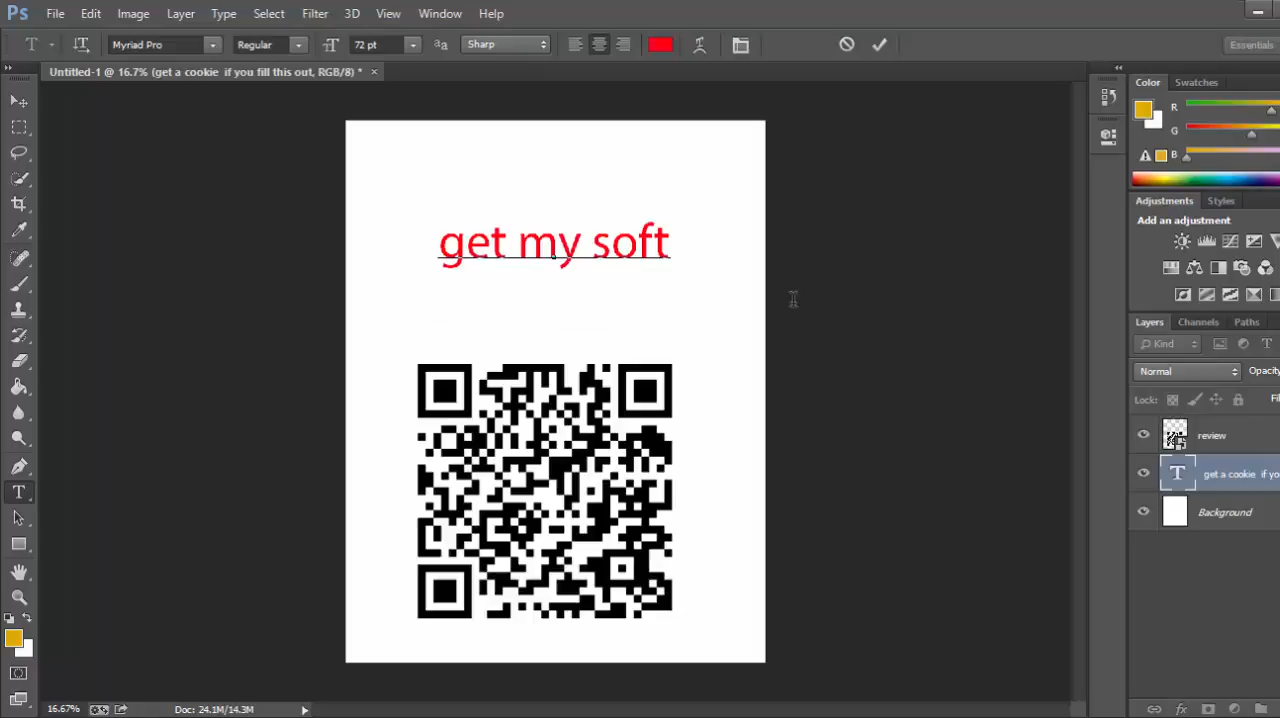 Ps File Edit Image Layer Type Select Filter 3D View Window Help
T Myriad Pro Regular 72 pt aa Sharp Essentials
Untitled-1 @ 16.7% (get a cookie  if you fill this out, RGB/8) * ×
Color Swatches
R
G
B
Adjustments Styles
Add an adjustment
get my soft
Layers Channels Paths
Kind T
Normal Opacity
Lock:
review
T get a cookie  if yo
Background
T
16.67% Doc: 24.1M/14.3M
fx